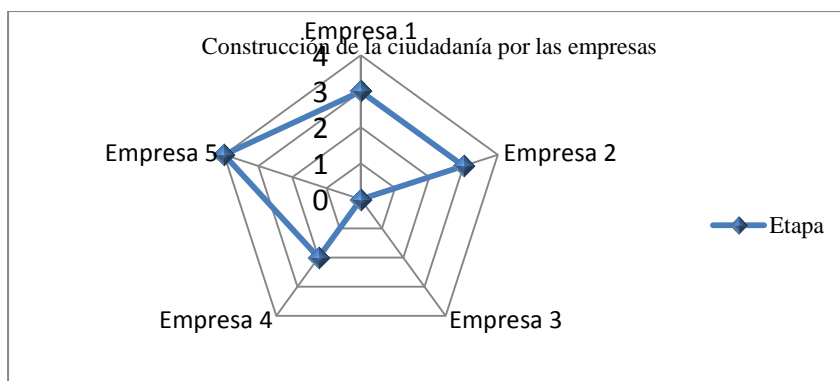 Empresa 1
Construcción de la ciudadanía por las empresas
4
3
2
1
0
Empresa 2
Empresa 5
Etapa
Empresa 4
Empresa 3